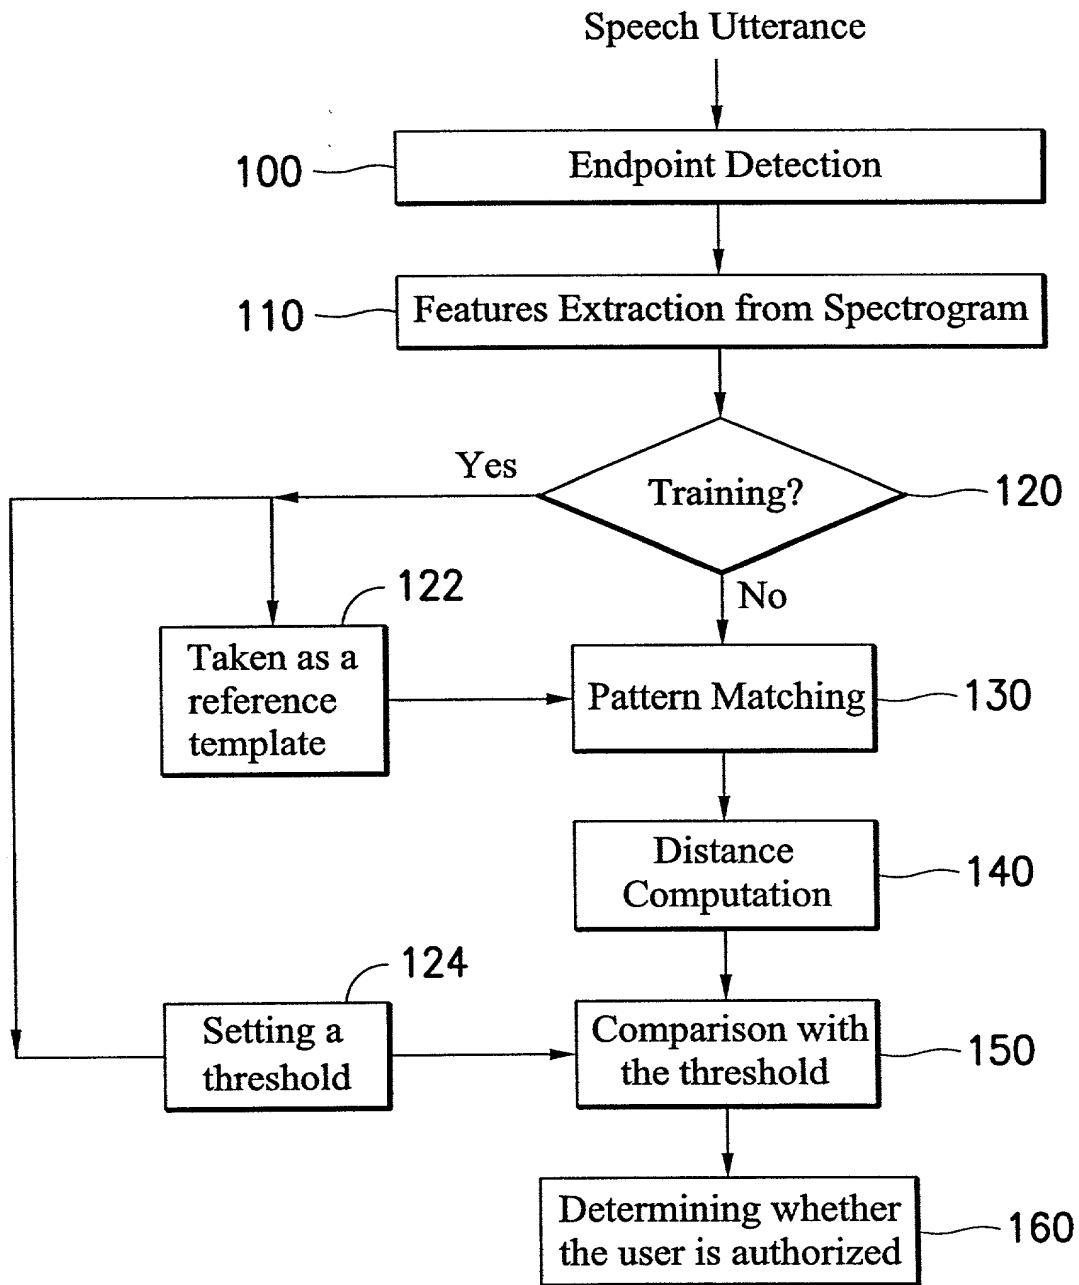 Speech Utterance
100
Endpoint Detection
110
Features Extraction from Spectrogram
Yes
Training?
120
122
No
Taken as a
reference
template
Pattern Matching
130
Distance
Computation
140
124
Setting a
threshold
Comparison with
the threshold
150
Determining whether
the user is authorized
160